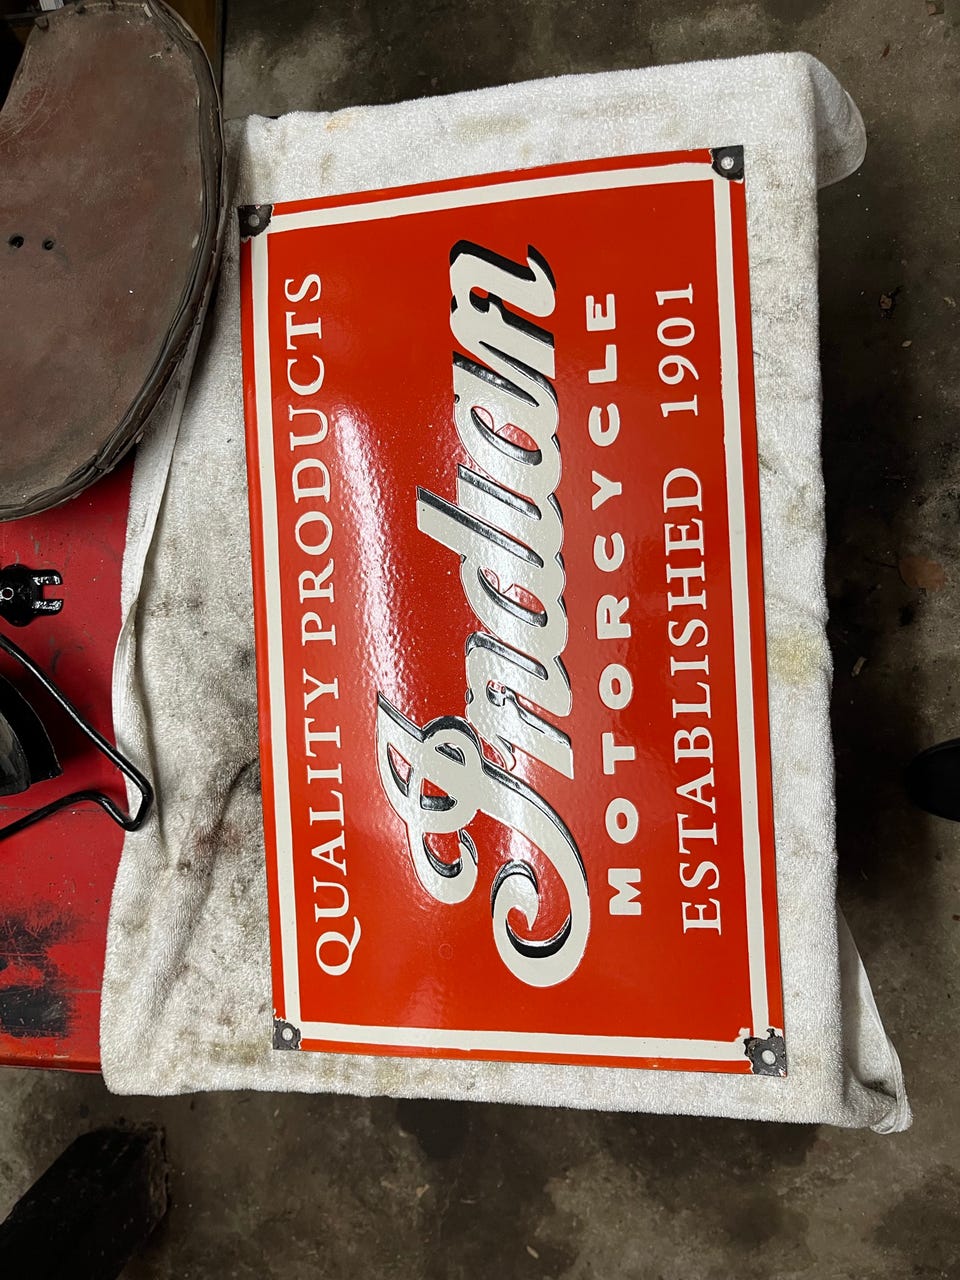 QUALITY PRODUCTS
Indian
MOTORCYCLE
ESTABLISHED 1901